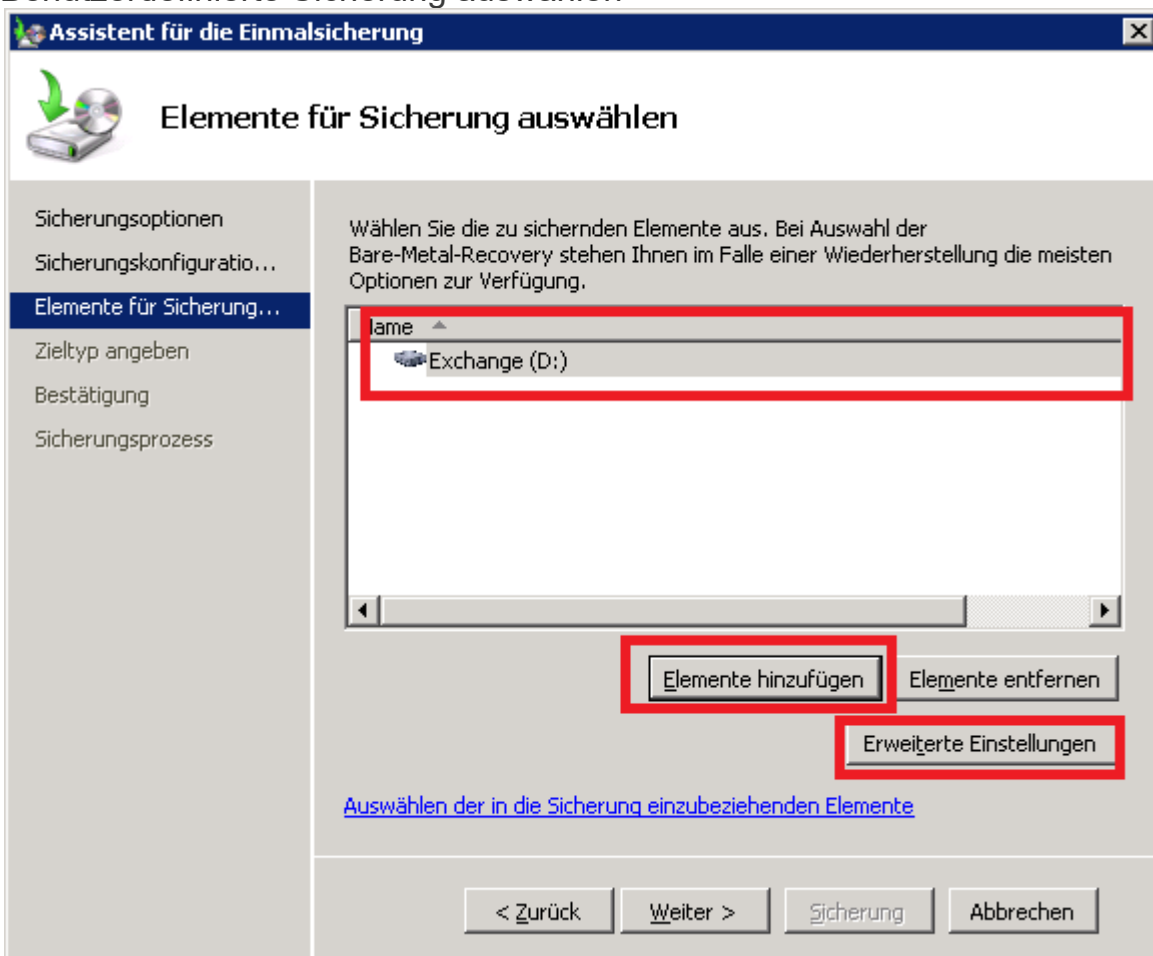 Benutzerdefinierte Sicherung auswählen
Assistent für die Einmalsicherung
Elemente für Sicherung auswählen
Sicherungsoptionen
Sicherungskonfiguratio...
Elemente für Sicherung...
Zieltyp angeben
Bestätigung
Sicherungsprozess
Wählen Sie die zu sichernden Elemente aus. Bei Auswahl der
Bare-Metal-Recovery stehen Ihnen im Falle einer Wiederherstellung die meisten
Optionen zur Verfügung.
Name
Exchange (D:)
Elemente hinzufügen
Elemente entfernen
Erweiterte Einstellungen
Auswählen der in die Sicherung einzubeziehenden Elemente
< Zurück
Weiter >
Sicherung
Abbrechen